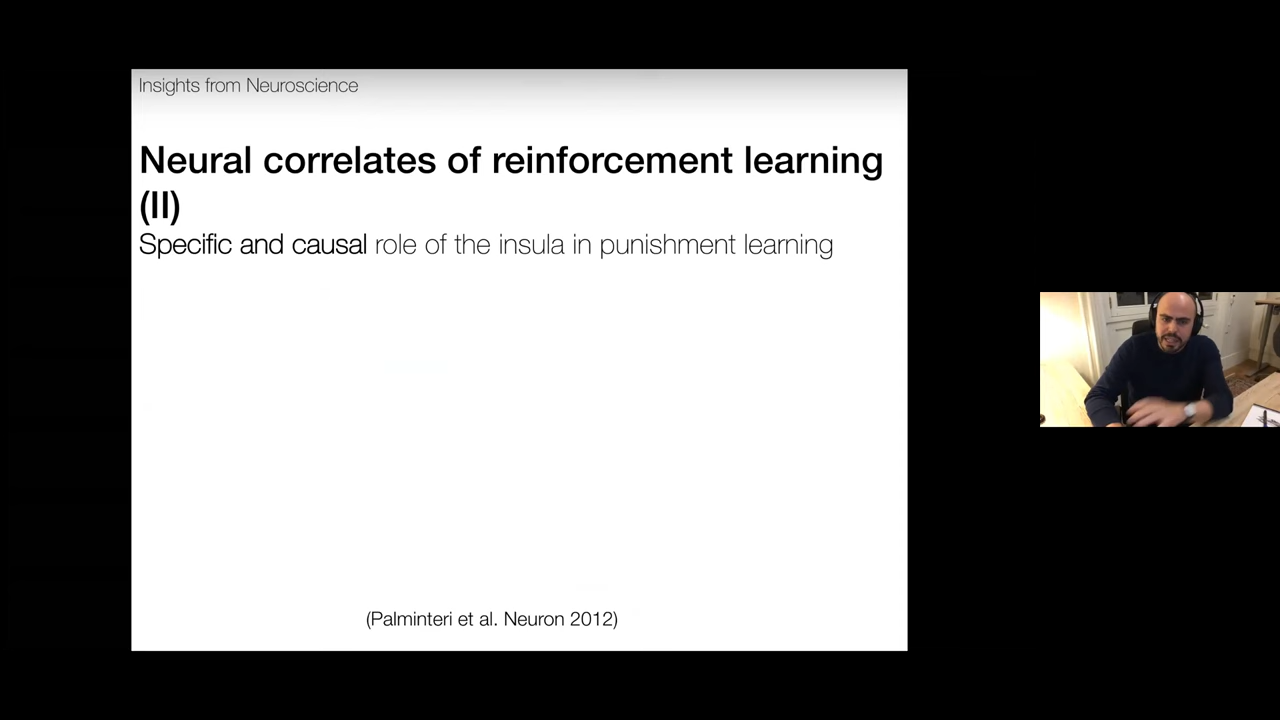 Insights from Neuroscience
Neural correlates of reinforcement learning
(II)
Specific and causal role of the insula in punishment learning
(Palminteri et al. Neuron 2012)